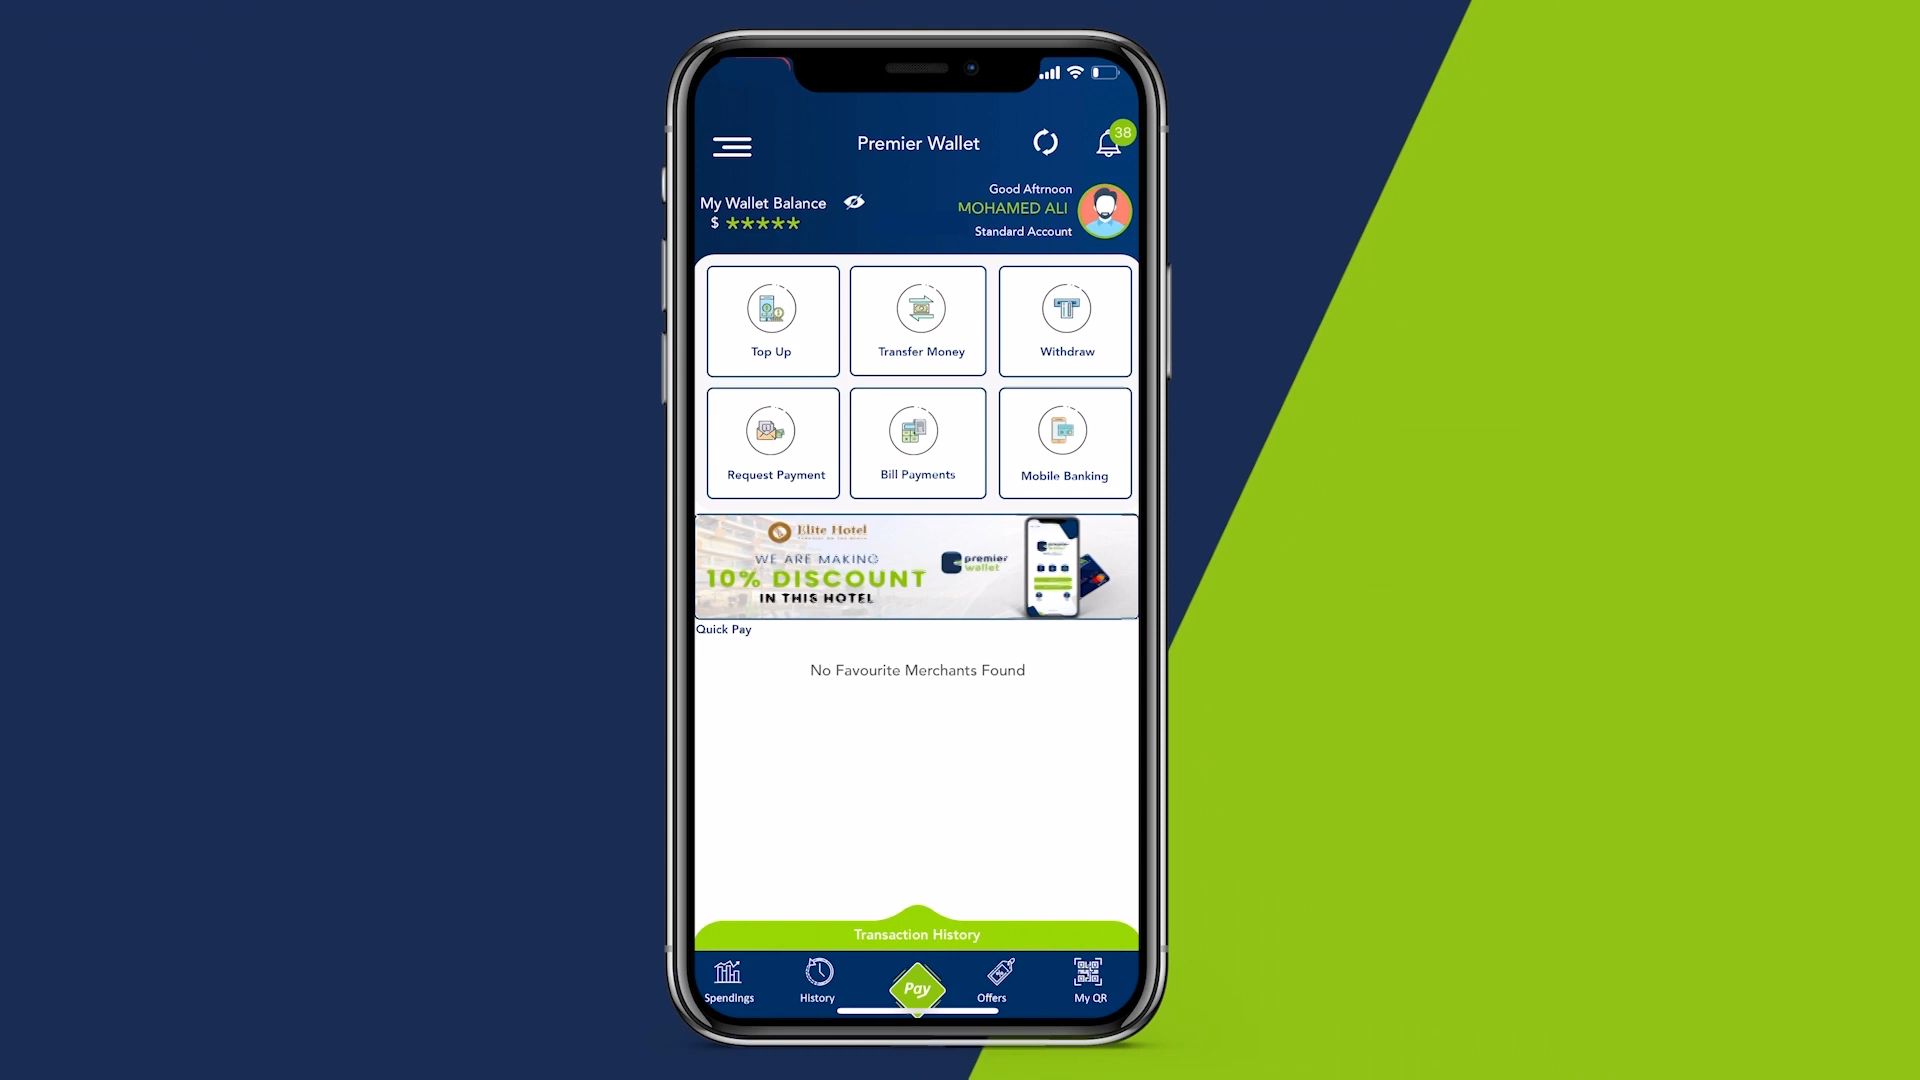 Premier Wallet
38
My Wallet Balance
$ *****
Good Aftrnoon
MOHAMED ALI
Standard Account
Top Up
Transfer Money
Withdraw
Request Payment
Bill Payments
Mobile Banking
Elite Hotel
WE ARE MAKING
10% DISCOUNT
IN THIS HOTEL
premier
wallet
Quick Pay
No Favourite Merchants Found
Transaction History
Spendings
History
Pay
Offers
My QR